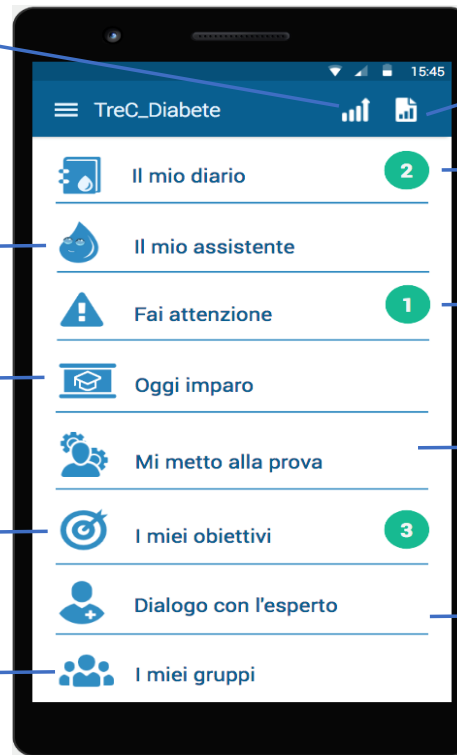 15:45
TreC_Diabete
Il mio diario 2
Il mio assistente
Fai attenzione 1
Oggi imparo
Mi metto alla prova
I miei obiettivi 3
Dialogo con l'esperto
I miei gruppi